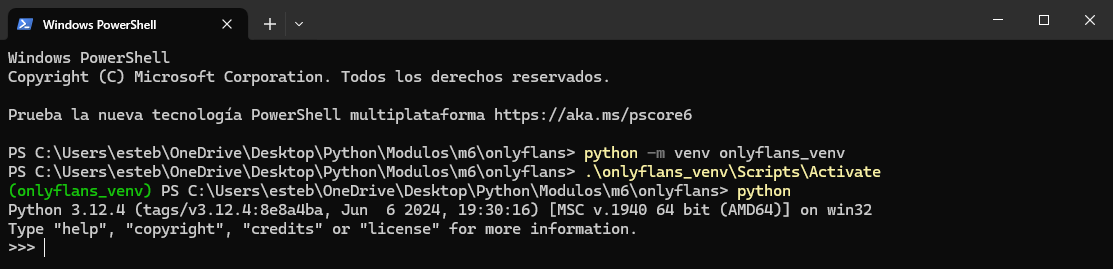 Windows PowerShell
Windows PowerShell
Copyright (C) Microsoft Corporation. Todos los derechos reservados.
Prueba la nueva tecnología PowerShell multiplataforma https://aka.ms/pscore6
PS C:\Users\esteb\OneDrive\Desktop\Python\Modulos\m6\onlyflans> python -m venv onlyflans_venv
PS C:\Users\esteb\OneDrive\Desktop\Python\Modulos\m6\onlyflans> .\onlyflans_venv\Scripts\Activate
(onlyflans_venv) PS C:\Users\esteb\OneDrive\Desktop\Python\Modulos\m6\onlyflans> python
Python 3.12.4 (tags/v3.12.4:8e8a4ba, Jun  6 2024, 19:30:16) [MSC v.1940 64 bit (AMD64)] on win32
Type "help", "copyright", "credits" or "license" for more information.
>>>